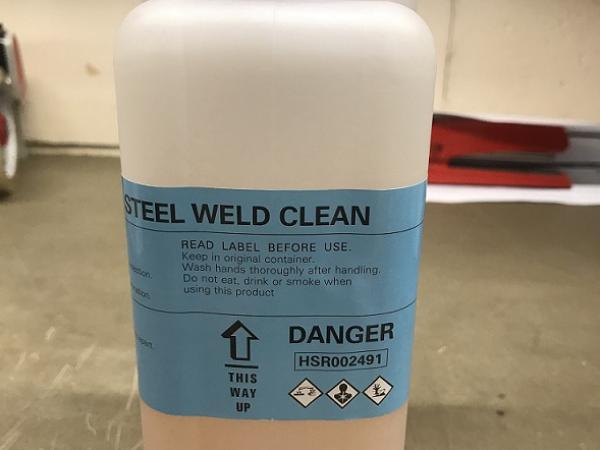 STEEL WELD CLEAN
READ LABEL BEFORE USE.
Keep in original container.
Wash hands thoroughly after handling.
Do not eat, drink or smoke when
using this product
DANGER
HSR002491
THIS
WAY
UP